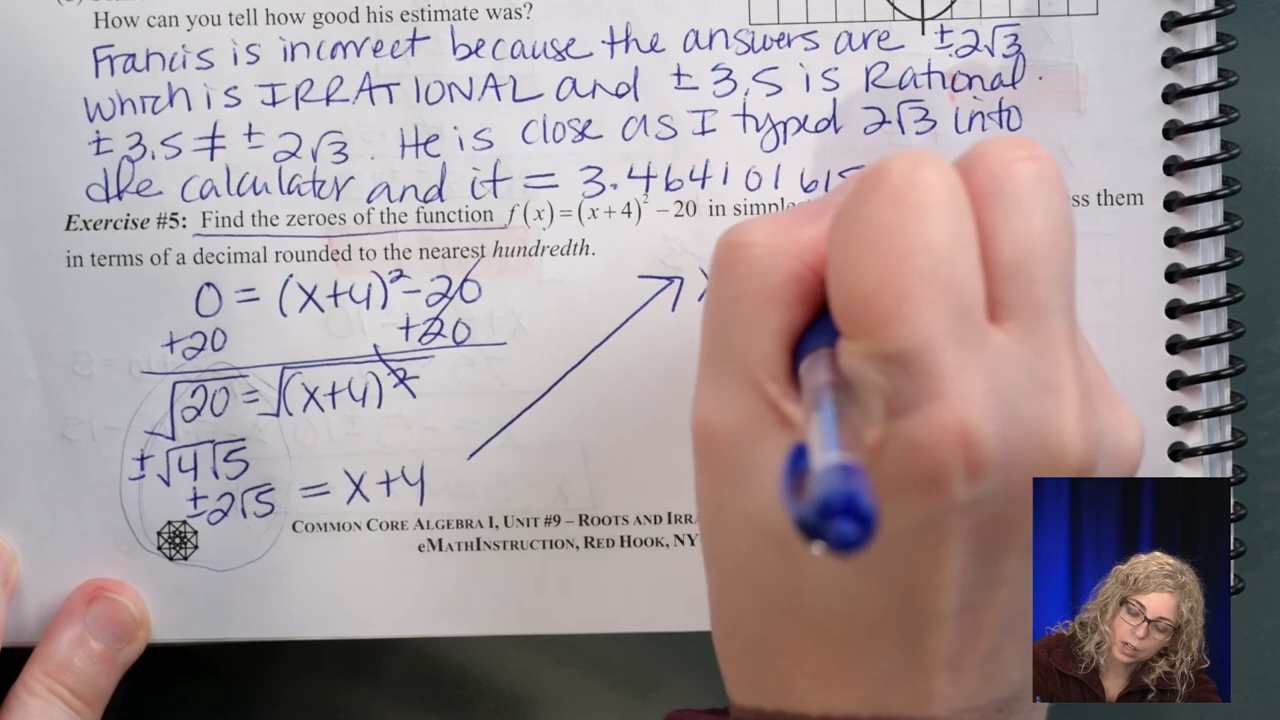 How can you tell how good his estimate was?
Francis is incorrect because the answers are ±2√3
which is IRRATIONAL and ±3.5 is Rational.
±3.5 ≠ ±2√3. He is close as I typed 2√3 into
the calculator and it = 3.464101615
Exercise #5: Find the zeroes of the function f(x)=(x+4)²−20 in ss them
in terms of a decimal rounded to the nearest hundredth.
0 = (x+4)²-20
+20 +20
√20 = √(x+4)²
±√4√5
±2√5 = x+4
COMMON CORE ALGEBRA I, UNIT #9 – ROOTS AND
eMATHINSTRUCTION, RED HOOK, NY